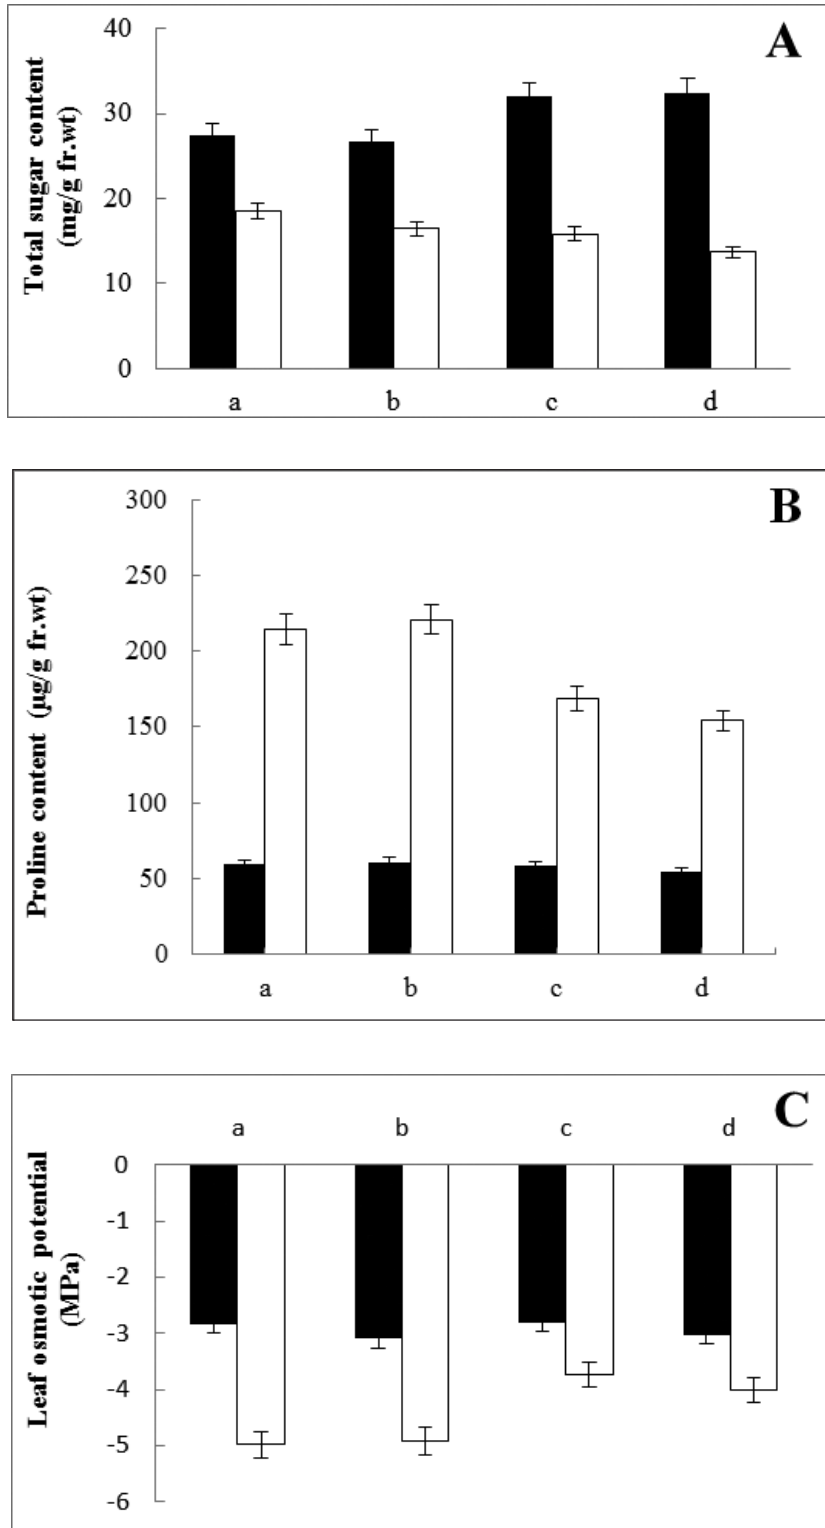 A
Total sugar content
(mg/g fr.wt)
40
30
20
10
0
a b c d
B
Proline content (µg/g fr.wt)
300
250
200
150
100
50
0
a b c d
C
a b c d
Leaf osmotic potential
(MPa)
0
-1
-2
-3
-4
-5
-6